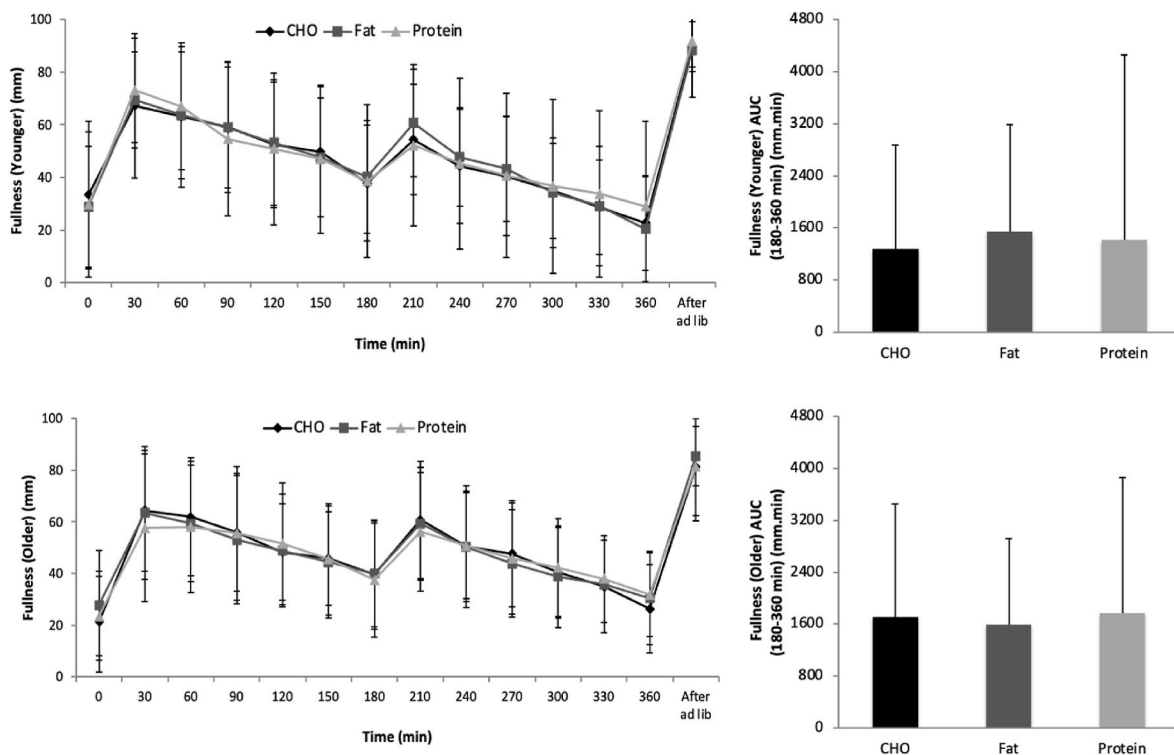 Fullness (Younger) (mm)
100
80
60
40
20
0
CHO Fat Protein
0 30 60 90 120 150 180 210 240 270 300 330 360 After
ad lib
Time (min)
Fullness (Younger) AUC
(180-360 min) (mm.min)
4800
4000
3200
2400
1600
800
0
CHO Fat Protein
Fullness (Older) (mm)
100
80
60
40
20
0
CHO Fat Protein
0 30 60 90 120 150 180 210 240 270 300 330 360 After
ad lib
Time (min)
Fullness (Older) AUC
(180-360 min) (mm.min)
4800
4000
3200
2400
1600
800
0
CHO Fat Protein